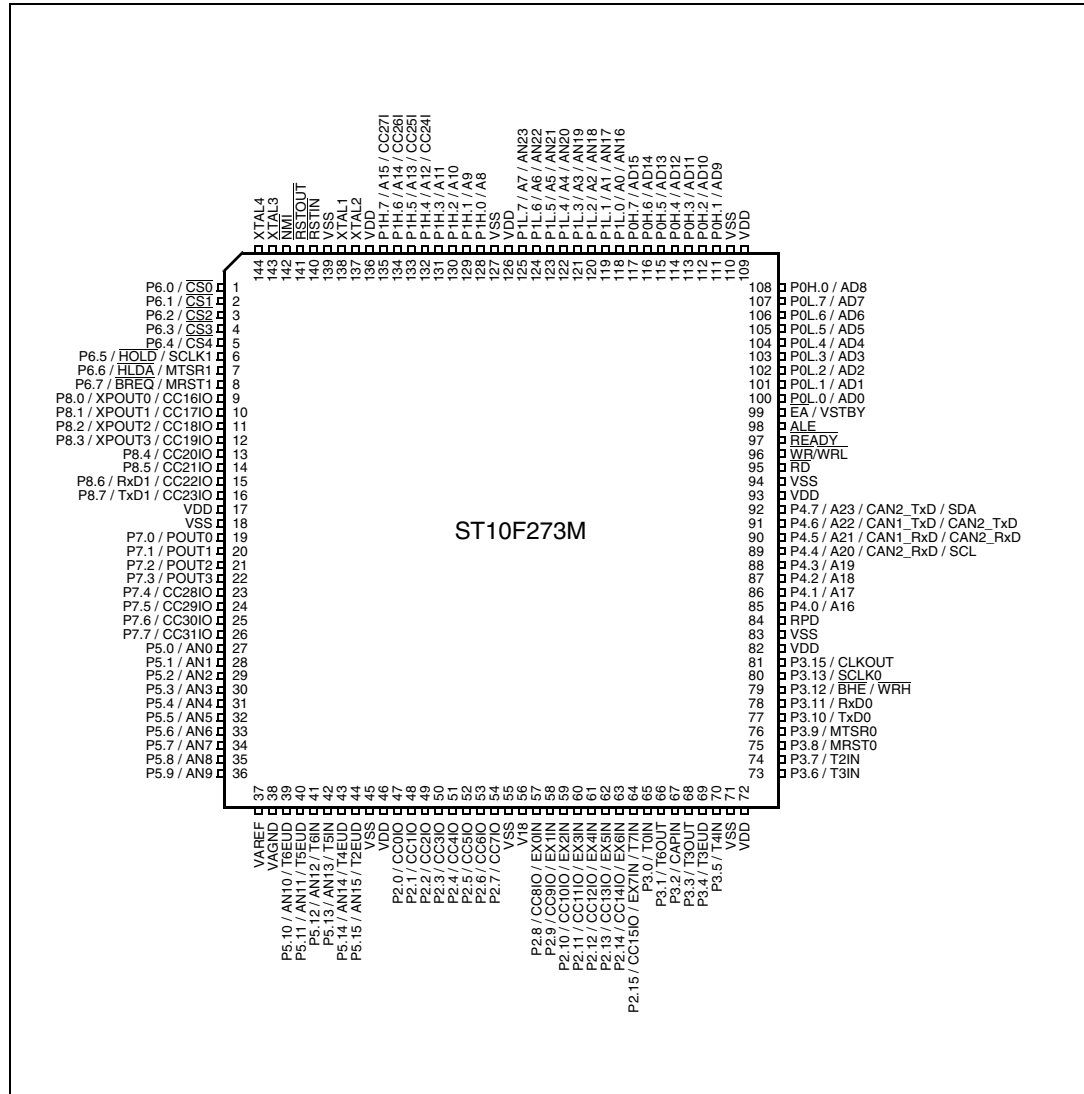 XTAL4
XTAL3
NMI
RSTOUT
RSTIN
VSS
XTAL1
XTAL2
VDD
P1H.7 / A15 / CC27I
P1H.6 / A14 / CC26I
P1H.5 / A13 / CC25I
P1H.4 / A12 / CC24I
P1H.3 / A11
P1H.2 / A10
P1H.1 / A9
P1H.0 / A8
VSS
VDD
P1L.7 / A7 / AN23
P1L.6 / A6 / AN22
P1L.5 / A5 / AN21
P1L.4 / A4 / AN20
P1L.3 / A3 / AN19
P1L.2 / A2 / AN18
P1L.1 / A1 / AN17
P1L.0 / A0 / AN16
P0H.7 / AD15
P0H.6 / AD14
P0H.5 / AD13
P0H.4 / AD12
P0H.3 / AD11
P0H.2 / AD10
P0H.1 / AD9
VSS
VDD
144 143 142 141 140 139 138 137 136 135 134 133 132 131 130 129 128 127 126 125 124 123 122 121 120 119 118 117 116 115 114 113 112 111 110 109
P6.0 / CS0 1
P6.1 / CS1 2
P6.2 / CS2 3
P6.3 / CS3 4
P6.4 / CS4 5
P6.5 / HOLD / SCLK1 6
P6.6 / HLDA / MTSR1 7
P6.7 / BREQ / MRST1 8
P8.0 / XPOUT0 / CC16IO 9
P8.1 / XPOUT1 / CC17IO 10
P8.2 / XPOUT2 / CC18IO 11
P8.3 / XPOUT3 / CC19IO 12
P8.4 / CC20IO 13
P8.5 / CC21IO 14
P8.6 / RxD1 / CC22IO 15
P8.7 / TxD1 / CC23IO 16
VDD 17
VSS 18
P7.0 / POUT0 19
P7.1 / POUT1 20
P7.2 / POUT2 21
P7.3 / POUT3 22
P7.4 / CC28IO 23
P7.5 / CC29IO 24
P7.6 / CC30IO 25
P7.7 / CC31IO 26
P5.0 / AN0 27
P5.1 / AN1 28
P5.2 / AN2 29
P5.3 / AN3 30
P5.4 / AN4 31
P5.5 / AN5 32
P5.6 / AN6 33
P5.7 / AN7 34
P5.8 / AN8 35
P5.9 / AN9 36
ST10F273M
108 P0H.0 / AD8
107 P0L.7 / AD7
106 P0L.6 / AD6
105 P0L.5 / AD5
104 P0L.4 / AD4
103 P0L.3 / AD3
102 P0L.2 / AD2
101 P0L.1 / AD1
100 P0L.0 / AD0
99 EA / VSTBY
98 ALE
97 READY
96 WR/WRL
95 RD
94 VSS
93 VDD
92 P4.7 / A23 / CAN2_TxD / SDA
91 P4.6 / A22 / CAN1_TxD / CAN2_TxD
90 P4.5 / A21 / CAN1_RxD / CAN2_RxD
89 P4.4 / A20 / CAN2_RxD / SCL
88 P4.3 / A19
87 P4.2 / A18
86 P4.1 / A17
85 P4.0 / A16
84 RPD
83 VSS
82 VDD
81 P3.15 / CLKOUT
80 P3.13 / SCLK0
79 P3.12 / BHE / WRH
78 P3.11 / RxD0
77 P3.10 / TxD0
76 P3.9 / MTSR0
75 P3.8 / MRST0
74 P3.7 / T2IN
73 P3.6 / T3IN
37 38 39 40 41 42 43 44 45 46 47 48 49 50 51 52 53 54 55 56 57 58 59 60 61 62 63 64 65 66 67 68 69 70 71 72
VAREF
VAGND
P5.10 / AN10 / T6EUD
P5.11 / AN11 / T5EUD
P5.12 / AN12 / T6IN
P5.13 / AN13 / T5IN
P5.14 / AN14 / T4EUD
P5.15 / AN15 / T2EUD
VSS
VDD
P2.0 / CC0IO
P2.1 / CC1IO
P2.2 / CC2IO
P2.3 / CC3IO
P2.4 / CC4IO
P2.5 / CC5IO
P2.6 / CC6IO
P2.7 / CC7IO
VSS
V18
P2.8 / CC8IO / EX0IN
P2.9 / CC9IO / EX1IN
P2.10 / CC10IO / EX2IN
P2.11 / CC11IO / EX3IN
P2.12 / CC12IO / EX4IN
P2.13 / CC13IO / EX5IN
P2.14 / CC14IO / EX6IN
P2.15 / CC15IO / EX7IN / T7IN
P3.0 / T0IN
P3.1 / T6OUT
P3.2 / CAPIN
P3.3 / T3OUT
P3.4 / T3EUD
P3.5 / T4IN
VSS
VDD